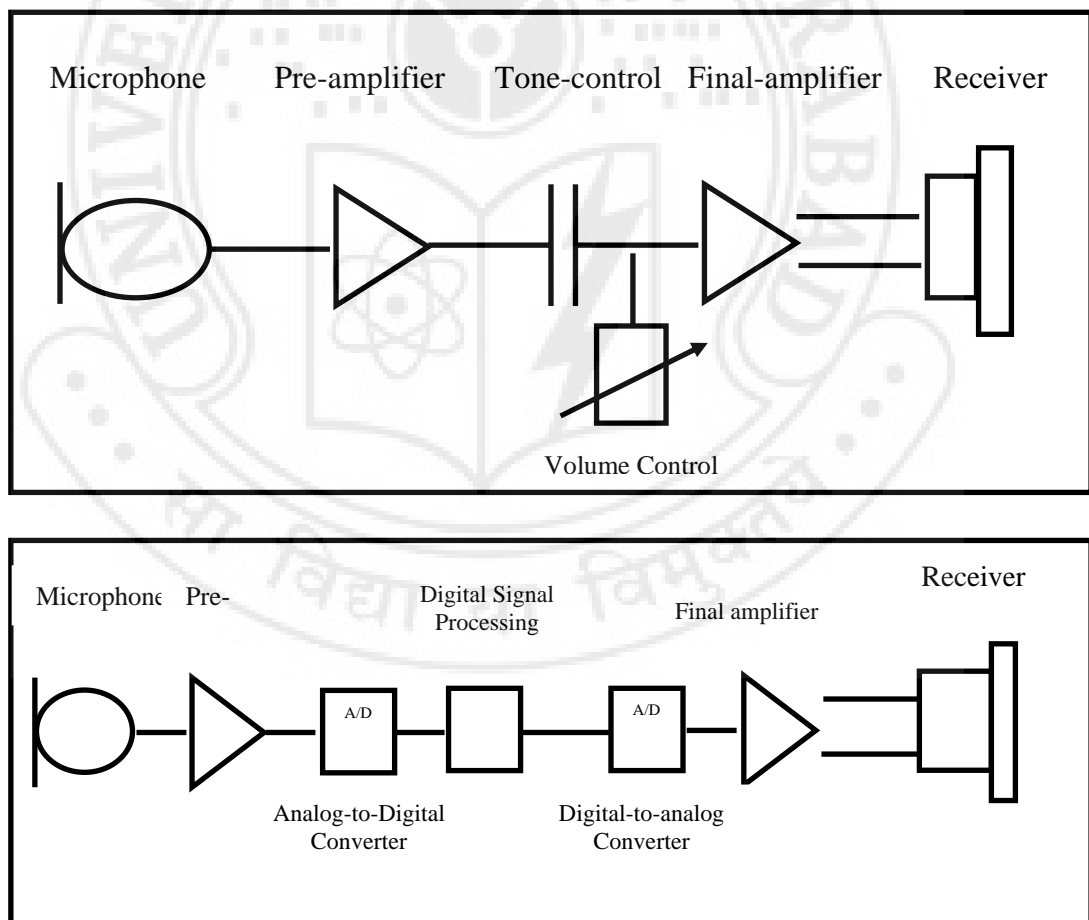 Microphone Pre-amplifier Tone-control Final-amplifier Receiver
Volume Control
Microphone Pre-
Digital Signal
Processing
Final amplifier
Receiver
A/D
A/D
Analog-to-Digital
Converter
Digital-to-analog
Converter
सा विद्या या विमुक्तये